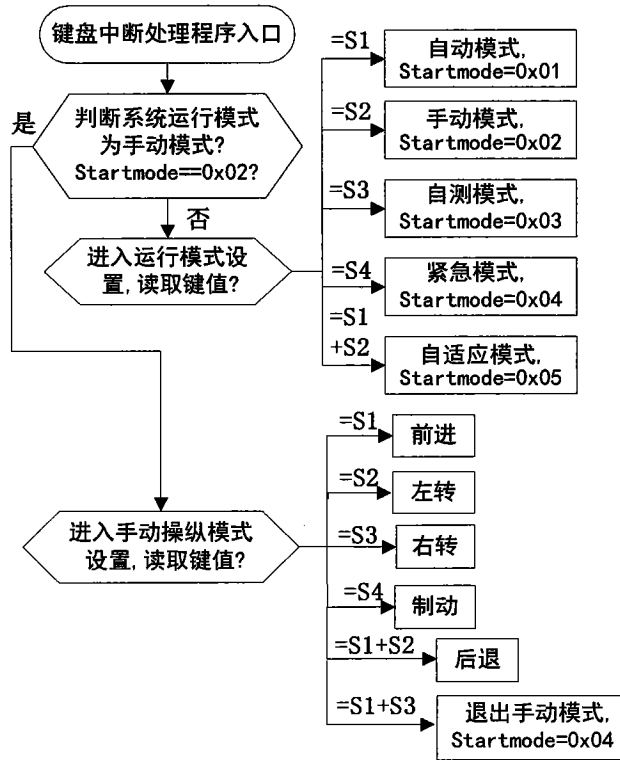 键盘中断处理程序入口
=S1
自动模式,
Startmode=0x01
是
判断系统运行模式
为手动模式?
Startmode==0x02?
=S2
手动模式,
Startmode=0x02
否
=S3
自测模式,
Startmode=0x03
进入运行模式设
置,读取键值?
=S4
紧急模式,
Startmode=0x04
=S1
+S2
自适应模式,
Startmode=0x05
=S1
前进
=S2
左转
进入手动操纵模式
设置,读取键值?
=S3
右转
=S4
制动
=S1+S2
后退
=S1+S3
退出手动模式,
Startmode=0x04